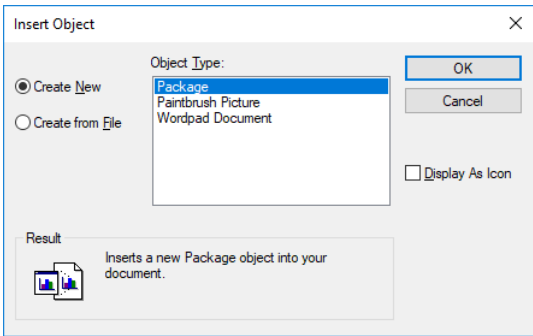 Insert Object
Object Type:
Create New
Create from File
Package
Paintbrush Picture
Wordpad Document
OK
Cancel
Display As Icon
Result
Inserts a new Package object into your
document.